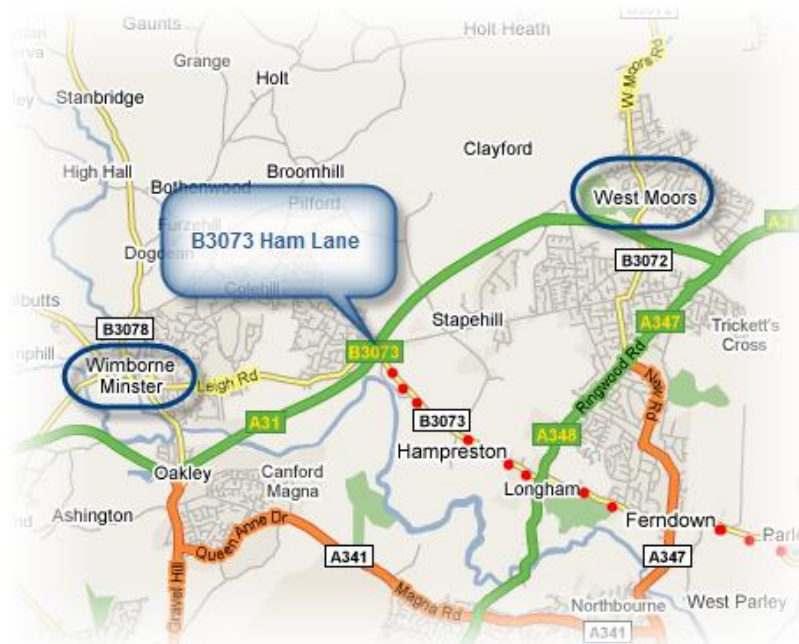 Gaunts
Holt Heath
Grange
Holt
Stanbridge
W Moors Rd
Clayford
High Hall
Broomhill
Bothenwood
Pilford
West Moors
Furzehill
B3073 Ham Lane
A31
Dogdean
B3072
Colehill
Stapehill
A347
Trickett's
Cross
B3078
B3073
Wimborne
Minster
Leigh Rd
Ringwood Rd
New Rd
A31
B3073
A348
Hampreston
Oakley
Canford
Magna
Longham
Ashington
Ferndown
Queen Anne Dr
A341
A347
Gravel Hill
Magna Rd
Northbourne
West Parley
A341